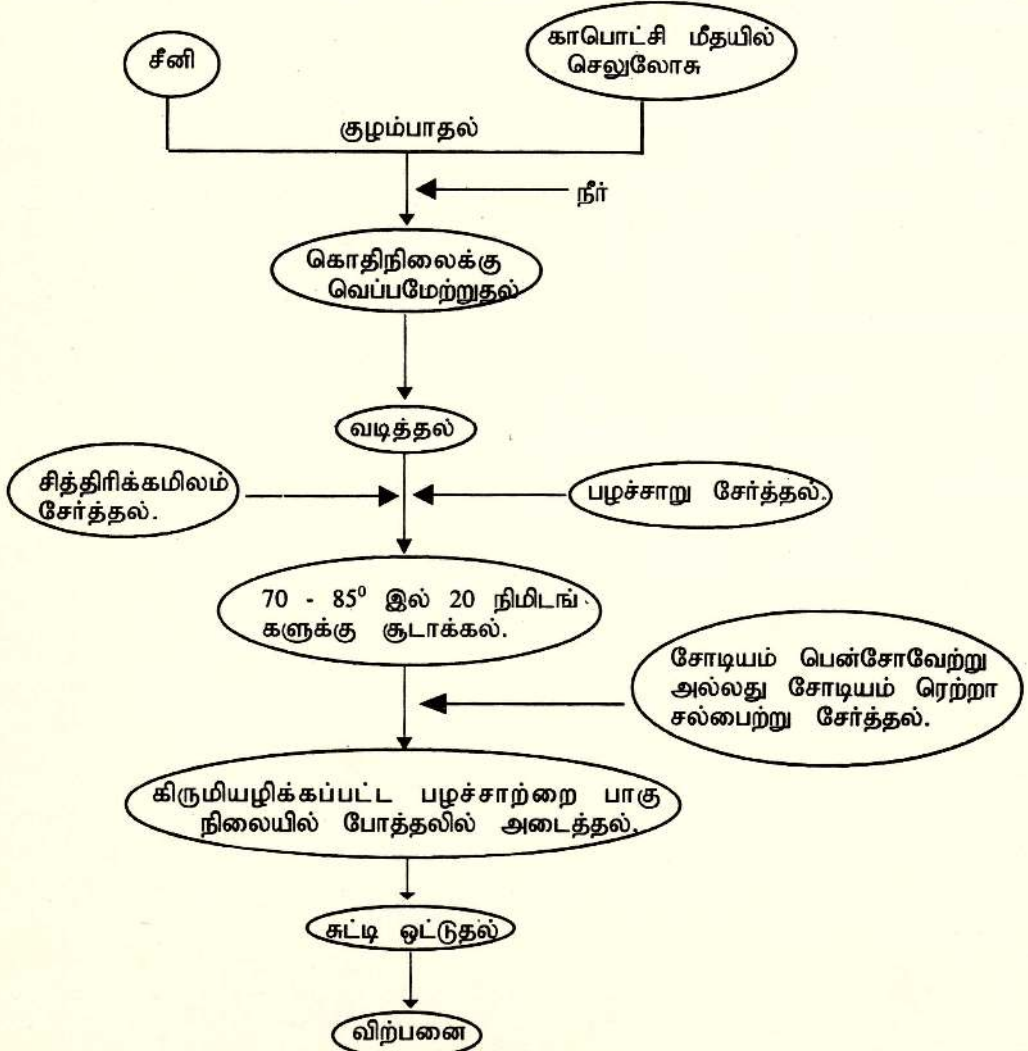 சீனி
காபொட்சி மீதயில்
செலுலோசு
குழம்பாதல்
நீர்
கொதிநிலைக்கு
வெப்பமேற்றுதல்
வடித்தல்
சித்திரிக்கமிலம்
சேர்த்தல்.
பழச்சாறு சேர்த்தல்.
70 - 85⁰ இல் 20 நிமிடங்
களுக்கு சூடாக்கல்.
சோடியம் பென்சோவேற்று
அல்லது சோடியம் ரெற்றா
சல்பைற்று சேர்த்தல்.
கிருமியழிக்கப்பட்ட பழச்சாற்றை பாகு
நிலையில் போத்தலில் அடைத்தல்.
சுட்டி ஒட்டுதல்
விற்பனை